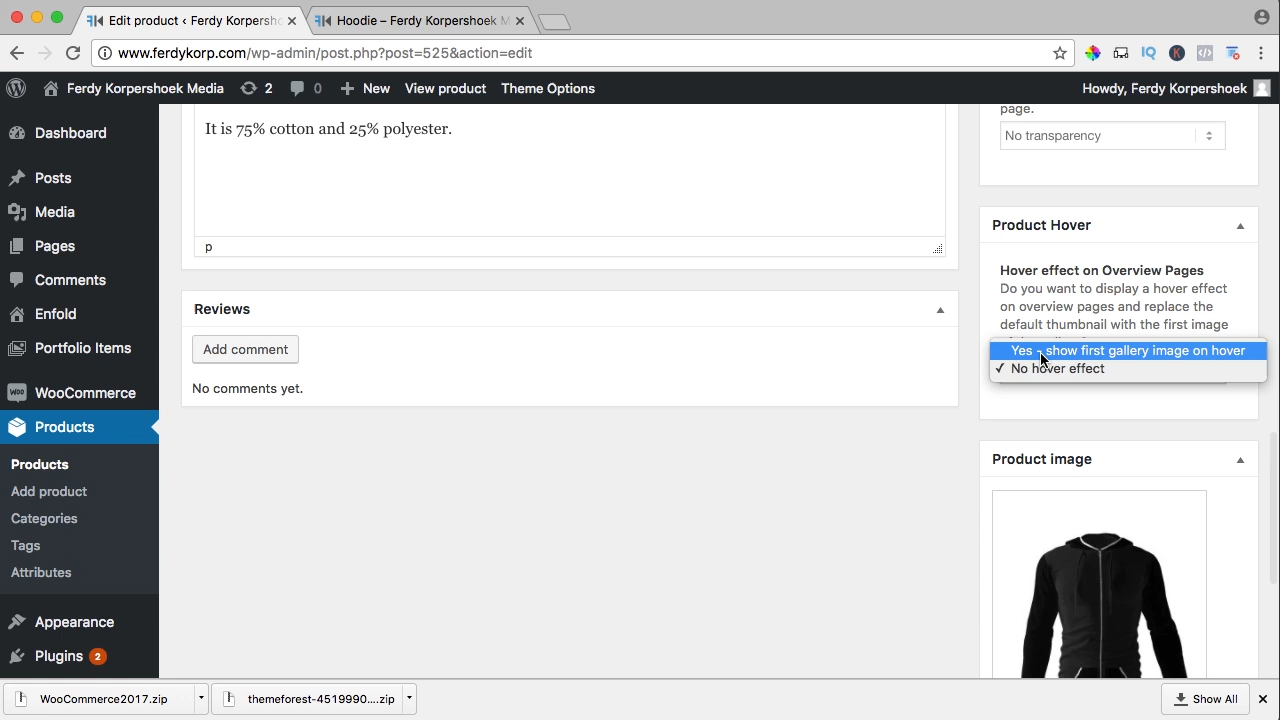 Edit product ‹ Ferdy Korpersho
Hoodie – Ferdy Korpershoek M
www.ferdykorp.com/wp-admin/post.php?post=525&action=edit
Ferdy Korpershoek Media
2
0
New
View product
Theme Options
Howdy, Ferdy Korpershoek
Dashboard
Posts
Media
Pages
Comments
Enfold
Portfolio Items
WooCommerce
Products
Products
Add product
Categories
Tags
Attributes
Appearance
Plugins 2
It is 75% cotton and 25% polyester.
p
Reviews
Add comment
No comments yet.
page.
No transparency
Product Hover
Hover effect on Overview Pages
Do you want to display a hover effect
on overview pages and replace the
default thumbnail with the first image
Yes - show first gallery image on hover
✓ No hover effect
Product image
WooCommerce2017.zip
themeforest-4519990....zip
Show All